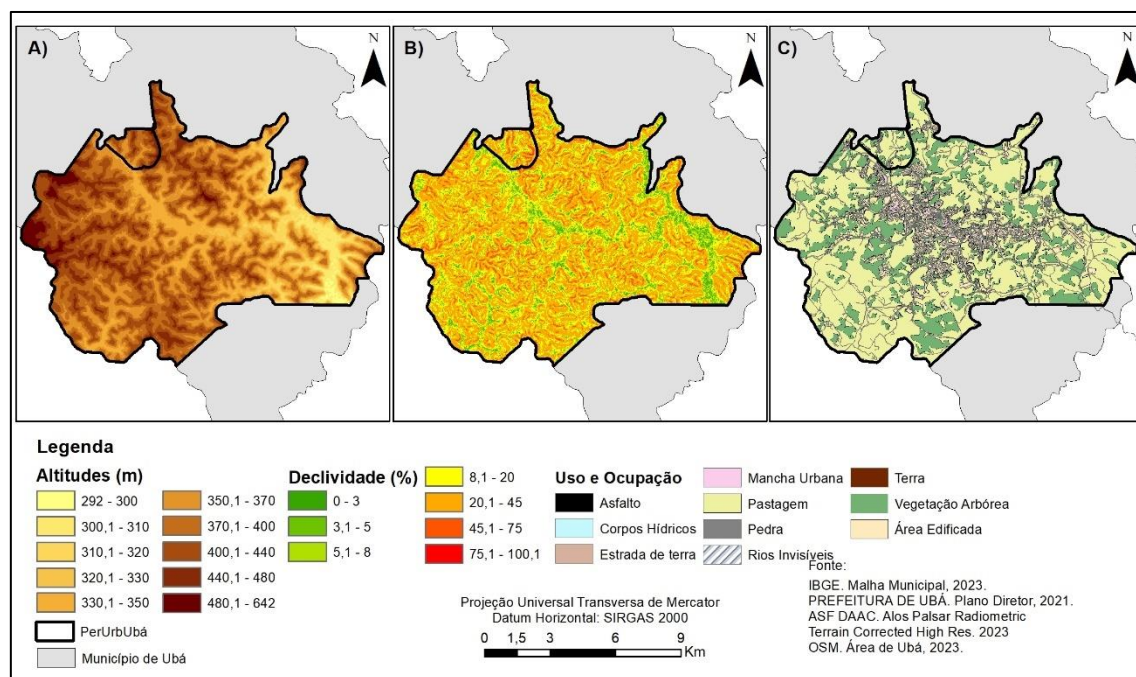 A)
N
B)
N
C)
N
Legenda
Altitudes (m)
292 - 300
300,1 - 310
310,1 - 320
320,1 - 330
330,1 - 350
350,1 - 370
370,1 - 400
400,1 - 440
440,1 - 480
480,1 - 642
PerUrbUbá
Município de Ubá
Declividade (%)
0 - 3
3,1 - 5
5,1 - 8
8,1 - 20
20,1 - 45
45,1 - 75
75,1 - 100,1
Uso e Ocupação
Asfalto
Corpos Hídricos
Estrada de terra
Mancha Urbana
Pastagem
Pedra
Rios Invisíveis
Terra
Vegetação Arbórea
Área Edificada
Projeção Universal Transversa de Mercator
Datum Horizontal: SIRGAS 2000
0 1,5 3 6 9
Km
Fonte:
IBGE. Malha Municipal, 2023.
PREFEITURA DE UBÁ. Plano Diretor, 2021.
ASF DAAC. Alos Palsar Radiometric
Terrain Corrected High Res. 2023
OSM. Área de Ubá, 2023.